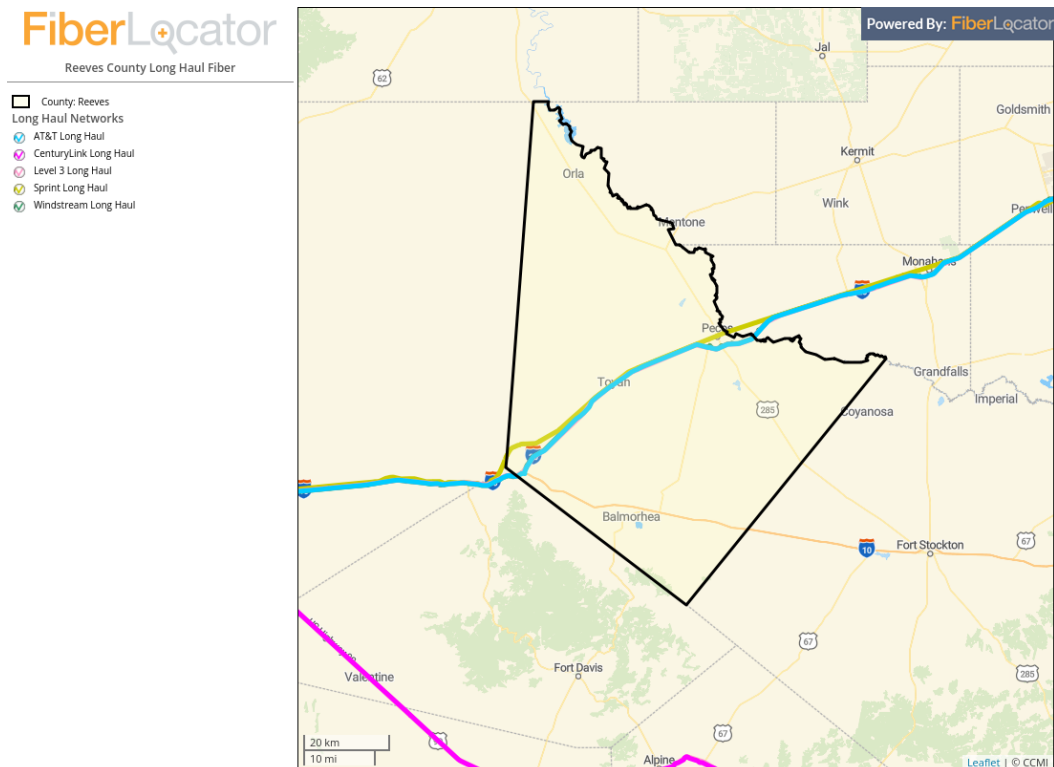 FiberLocator
Reeves County Long Haul Fiber
County: Reeves
Long Haul Networks
AT&T Long Haul
CenturyLink Long Haul
Level 3 Long Haul
Sprint Long Haul
Windstream Long Haul
Powered By: FiberLocator
Jal
62
Goldsmith
Kermit
Orla
Wink
Mentone
Penwell
Monahans
Pecos
Grandfalls
Toyah
Imperial
285
Coyanosa
Balmorhea
10
Fort Stockton
67
67
Fort Davis
285
Valentine
67
Alpine
20 km
10 mi
Leaflet | © CCMI